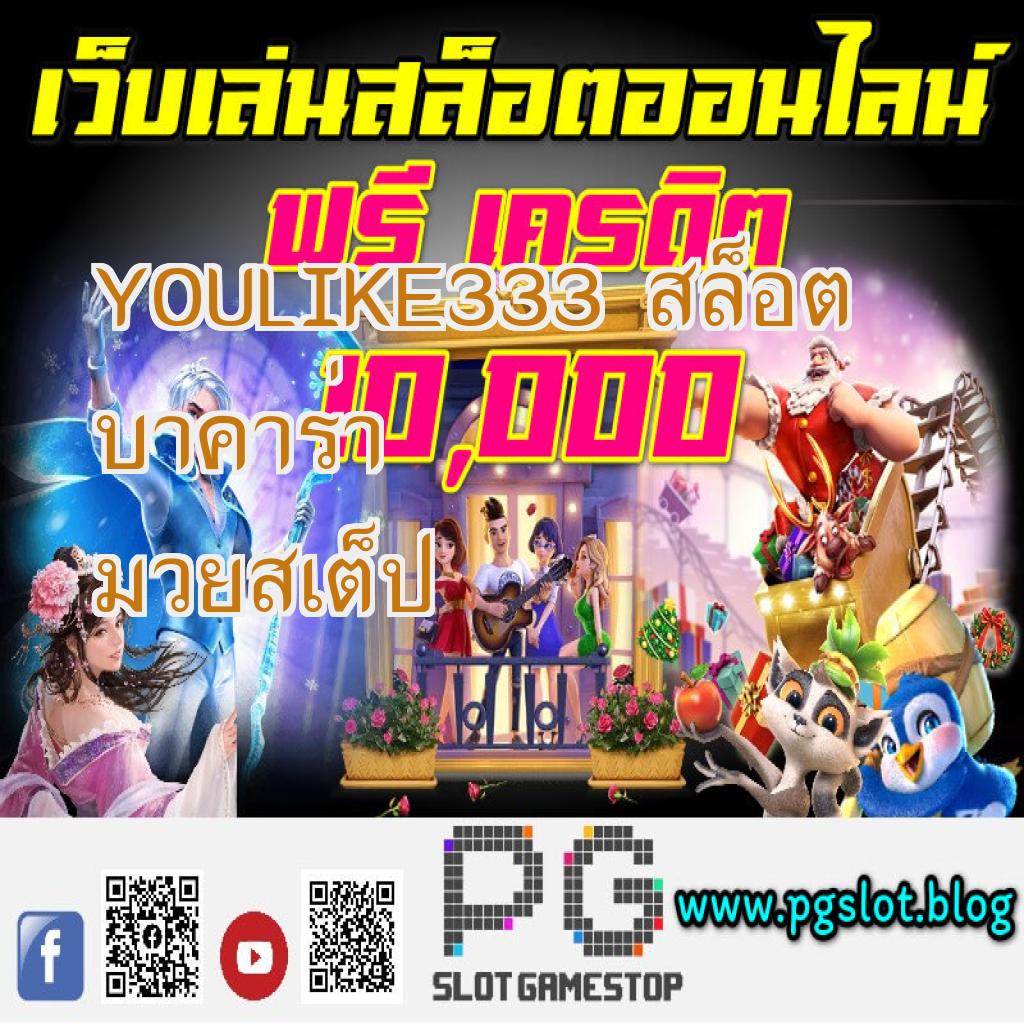 เว็บเล่นสล็อตออนไลน์
ฟรี เครดิต
YOULIKE333 สล็อต
10,000
บาคาร่า
มวยสเต็ป
PG
www.pgslot.blog
SLOT GAMESTOP